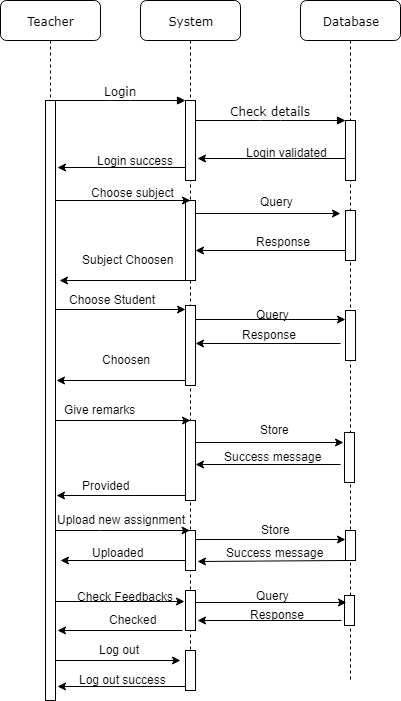 Teacher
System
Database
Login
Check details
Login validated
Login success
Choose subject
Query
Response
Subject Choosen
Choose Student
Query
Response
Choosen
Give remarks
Store
Success message
Provided
Upload new assignment
Store
Success message
Uploaded
Check Feedbacks
Query
Response
Checked
Log out
Log out success